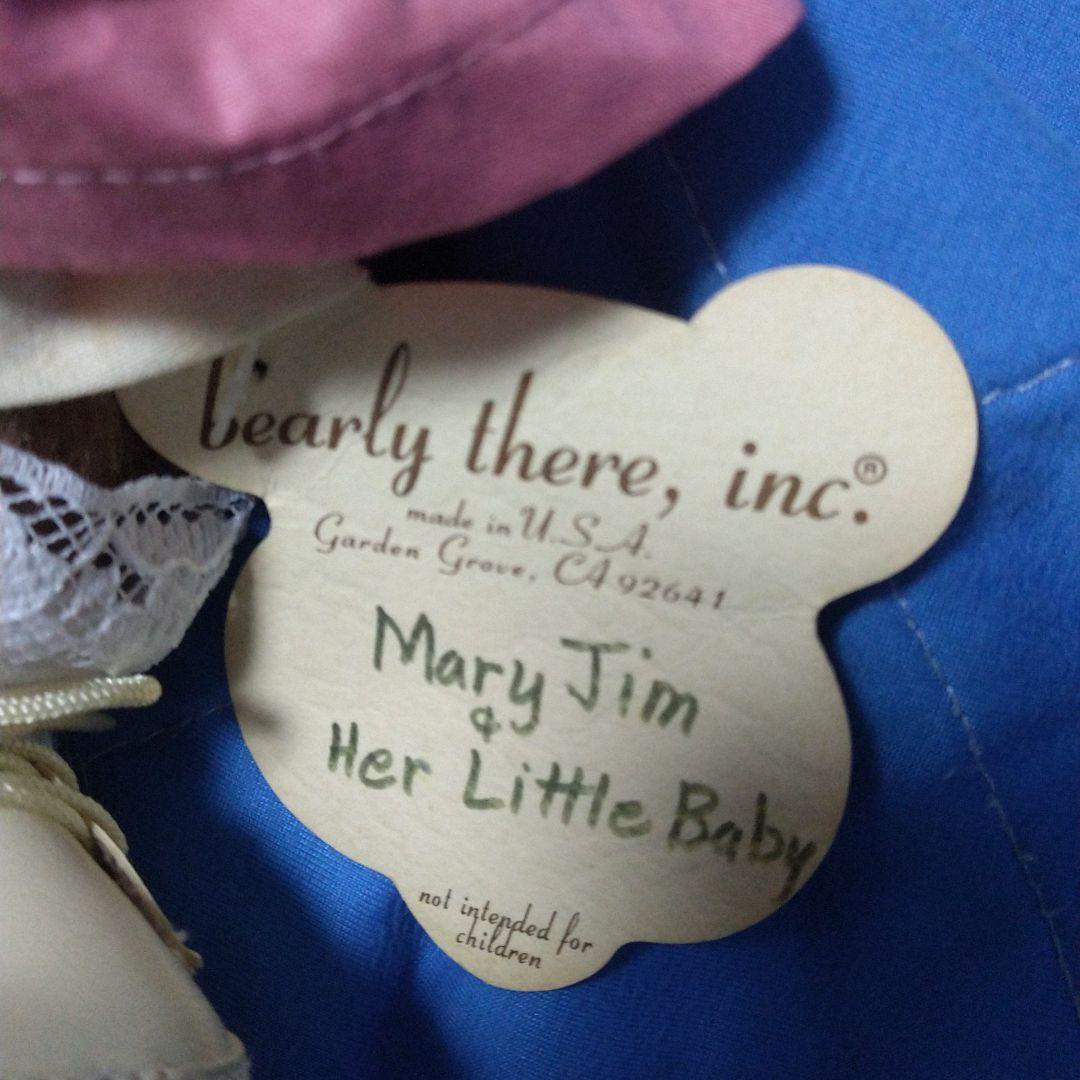 bearly there, inc.®
made in U.S.A.
Garden Grove, CA 92641
Mary Jim
&
Her Little Baby
not intended for
children